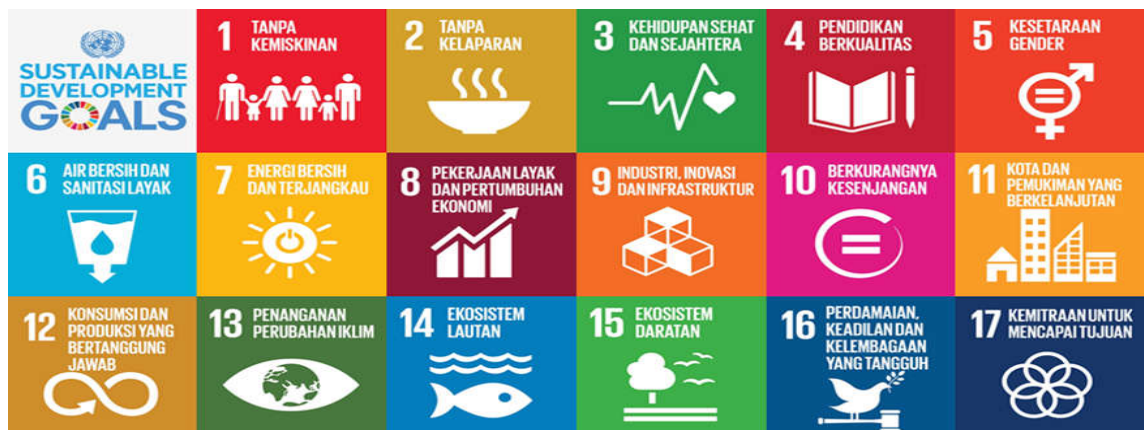 SUSTAINABLE
DEVELOPMENT
GOALS
1 TANPA
KEMISKINAN
2 TANPA
KELAPARAN
3 KEHIDUPAN SEHAT
DAN SEJAHTERA
4 PENDIDIKAN
BERKUALITAS
5 KESETARAAN
GENDER
6 AIR BERSIH DAN
SANITASI LAYAK
7 ENERGI BERSIH
DAN TERJANGKAU
8 PEKERJAAN LAYAK
DAN PERTUMBUHAN
EKONOMI
9 INDUSTRI, INOVASI
DAN INFRASTRUKTUR
10 BERKURANGNYA
KESENJANGAN
11 KOTA DAN
PEMUKIMAN YANG
BERKELANJUTAN
12 KONSUMSI DAN
PRODUKSI YANG
BERTANGGUNG
JAWAB
13 PENANGANAN
PERUBAHAN IKLIM
14 EKOSISTEM
LAUTAN
15 EKOSISTEM
DARATAN
16 PERDAMAIAN,
KEADILAN DAN
KELEMBAGAAN
YANG TANGGUH
17 KEMITRAAN UNTUK
MENCAPAI TUJUAN